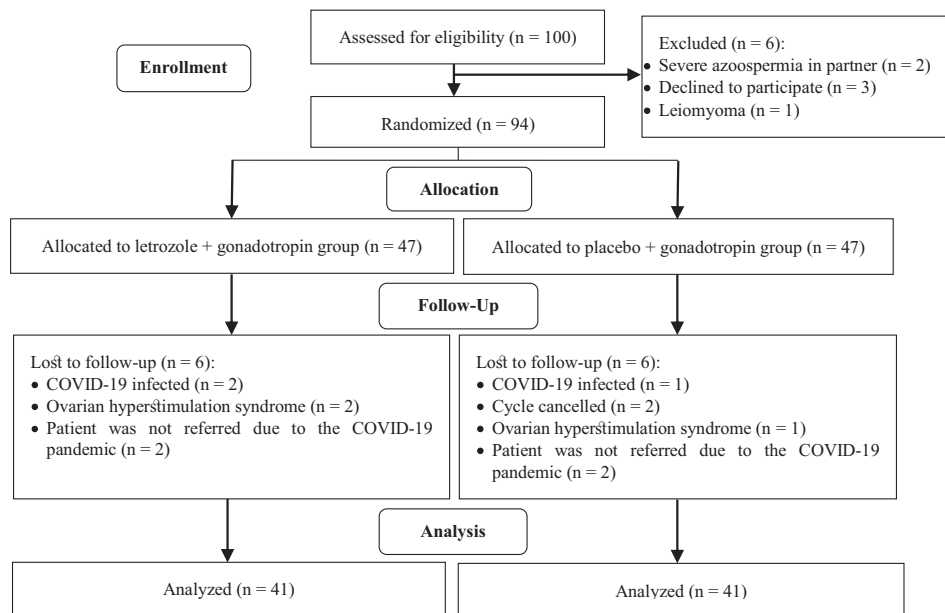 Assessed for eligibility (n = 100)
Enrollment
Excluded (n = 6):
• Severe azoospermia in partner (n = 2)
• Declined to participate (n = 3)
• Leiomyoma (n = 1)
Randomized (n = 94)
Allocation
Allocated to letrozole + gonadotropin group (n = 47)
Allocated to placebo + gonadotropin group (n = 47)
Follow-Up
Lost to follow-up (n = 6):
• COVID-19 infected (n = 2)
• Ovarian hyperstimulation syndrome (n = 2)
• Patient was not referred due to the COVID-19
pandemic (n = 2)
Lost to follow-up (n = 6):
• COVID-19 infected (n = 1)
• Cycle cancelled (n = 2)
• Ovarian hyperstimulation syndrome (n = 1)
• Patient was not referred due to the COVID-19
pandemic (n = 2)
Analysis
Analyzed (n = 41)
Analyzed (n = 41)